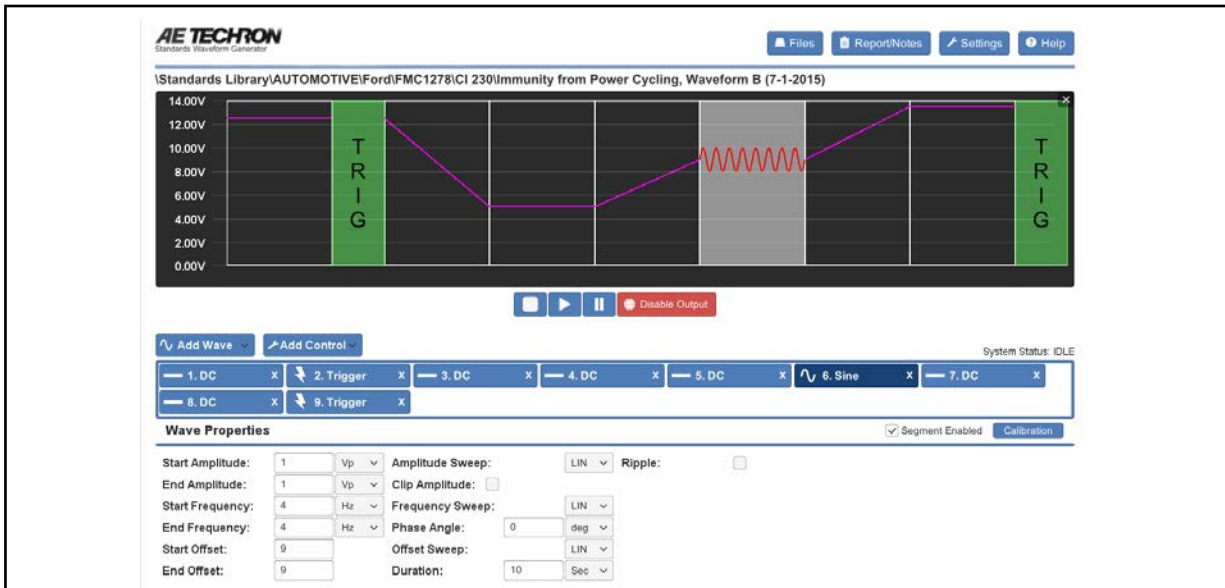 AE TECHRON
Standards Waveform Generator
Files Report/Notes Settings Help
\Standards Library\AUTOMOTIVE\Ford\FMC1278\CI 230\Immunity from Power Cycling, Waveform B (7-1-2015)
14.00V
12.00V
10.00V
8.00V
6.00V
4.00V
2.00V
0.00V
TRIG
TRIG
Disable Output
Add Wave Add Control
System Status: IDLE
1. DC X 2. Trigger X 3. DC X 4. DC X 5. DC X 6. Sine X 7. DC X
8. DC X 9. Trigger X
Wave Properties Segment Enabled Calibration
Start Amplitude: 1 Vp Amplitude Sweep: LIN Ripple:
End Amplitude: 1 Vp Clip Amplitude:
Start Frequency: 4 Hz Frequency Sweep: LIN
End Frequency: 4 Hz Phase Angle: 0 deg
Start Offset: 9 Offset Sweep: LIN
End Offset: 9 Duration: 10 Sec